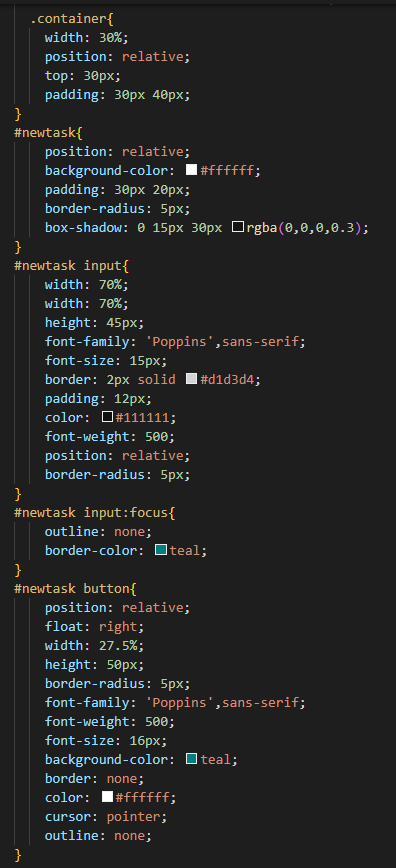 .container{
width: 30%;
position: relative;
top: 30px;
padding: 30px 40px;
}
#newtask{
position: relative;
background-color: #ffffff;
padding: 30px 20px;
border-radius: 5px;
box-shadow: 0 15px 30px rgba(0,0,0,0.3);
}
#newtask input{
width: 70%;
width: 70%;
height: 45px;
font-family: 'Poppins',sans-serif;
font-size: 15px;
border: 2px solid #d1d3d4;
padding: 12px;
color: #111111;
font-weight: 500;
position: relative;
border-radius: 5px;
}
#newtask input:focus{
outline: none;
border-color: teal;
}
#newtask button{
position: relative;
float: right;
width: 27.5%;
height: 50px;
border-radius: 5px;
font-family: 'Poppins',sans-serif;
font-weight: 500;
font-size: 16px;
background-color: teal;
border: none;
color: #ffffff;
cursor: pointer;
outline: none;
}